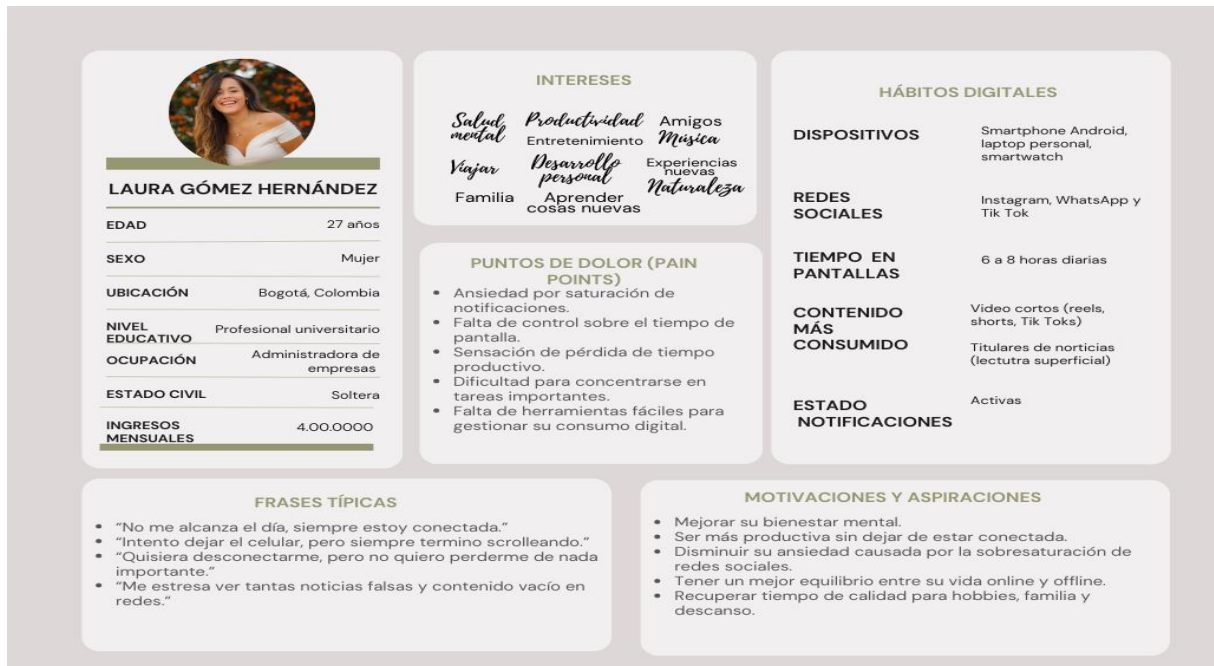 LAURA GÓMEZ HERNÁNDEZ
EDAD 27 años
SEXO Mujer
UBICACIÓN Bogotá, Colombia
NIVEL
EDUCATIVO Profesional universitario
OCUPACIÓN Administradora de
empresas
ESTADO CIVIL Soltera
INGRESOS
MENSUALES 4.00.0000
INTERESES
Salud mental Productividad Amigos
Entretenimiento Música
Viajar Desarrollo personal Experiencias nuevas
Naturaleza
Familia Aprender
cosas nuevas
PUNTOS DE DOLOR (PAIN
POINTS)
• Ansiedad por saturación de
notificaciones.
• Falta de control sobre el tiempo de
pantalla.
• Sensación de pérdida de tiempo
productivo.
• Dificultad para concentrarse en
tareas importantes.
• Falta de herramientas fáciles para
gestionar su consumo digital.
HÁBITOS DIGITALES
DISPOSITIVOS
Smartphone Android,
laptop personal,
smartwatch
REDES
SOCIALES
Instagram, WhatsApp y
Tik Tok
TIEMPO EN
PANTALLAS
6 a 8 horas diarias
CONTENIDO
MÁS
CONSUMIDO
Video cortos (reels,
shorts, Tik Toks)
Titulares de norticias
(lectutra superficial)
ESTADO
NOTIFICACIONES
Activas
FRASES TÍPICAS
• “No me alcanza el día, siempre estoy conectada.”
• “Intento dejar el celular, pero siempre termino scrolleando.”
• “Quisiera desconectarme, pero no quiero perderme de nada
importante.”
• “Me estresa ver tantas noticias falsas y contenido vacío en
redes.”
MOTIVACIONES Y ASPIRACIONES
• Mejorar su bienestar mental.
• Ser más productiva sin dejar de estar conectada.
• Disminuir su ansiedad causada por la sobresaturación de
redes sociales.
• Tener un mejor equilibrio entre su vida online y offline.
• Recuperar tiempo de calidad para hobbies, familia y
descanso.